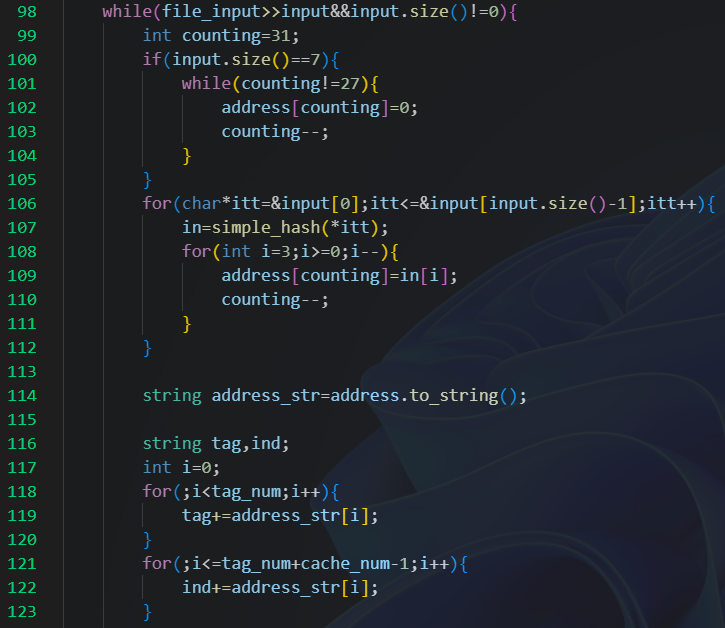 98 while(file_input>>input&&input.size()!=0){
99 int counting=31;
100 if(input.size()==7){
101 while(counting!=27){
102 address[counting]=0;
103 counting--;
104 }
105 }
106 for(char*itt=&input[0];itt<=&input[input.size()-1];itt++){
107 in=simple_hash(*itt);
108 for(int i=3;i>=0;i--){
109 address[counting]=in[i];
110 counting--;
111 }
112 }
113
114 string address_str=address.to_string();
115
116 string tag,ind;
117 int i=0;
118 for(;i<tag_num;i++){
119 tag+=address_str[i];
120 }
121 for(;i<=tag_num+cache_num-1;i++){
122 ind+=address_str[i];
123 }